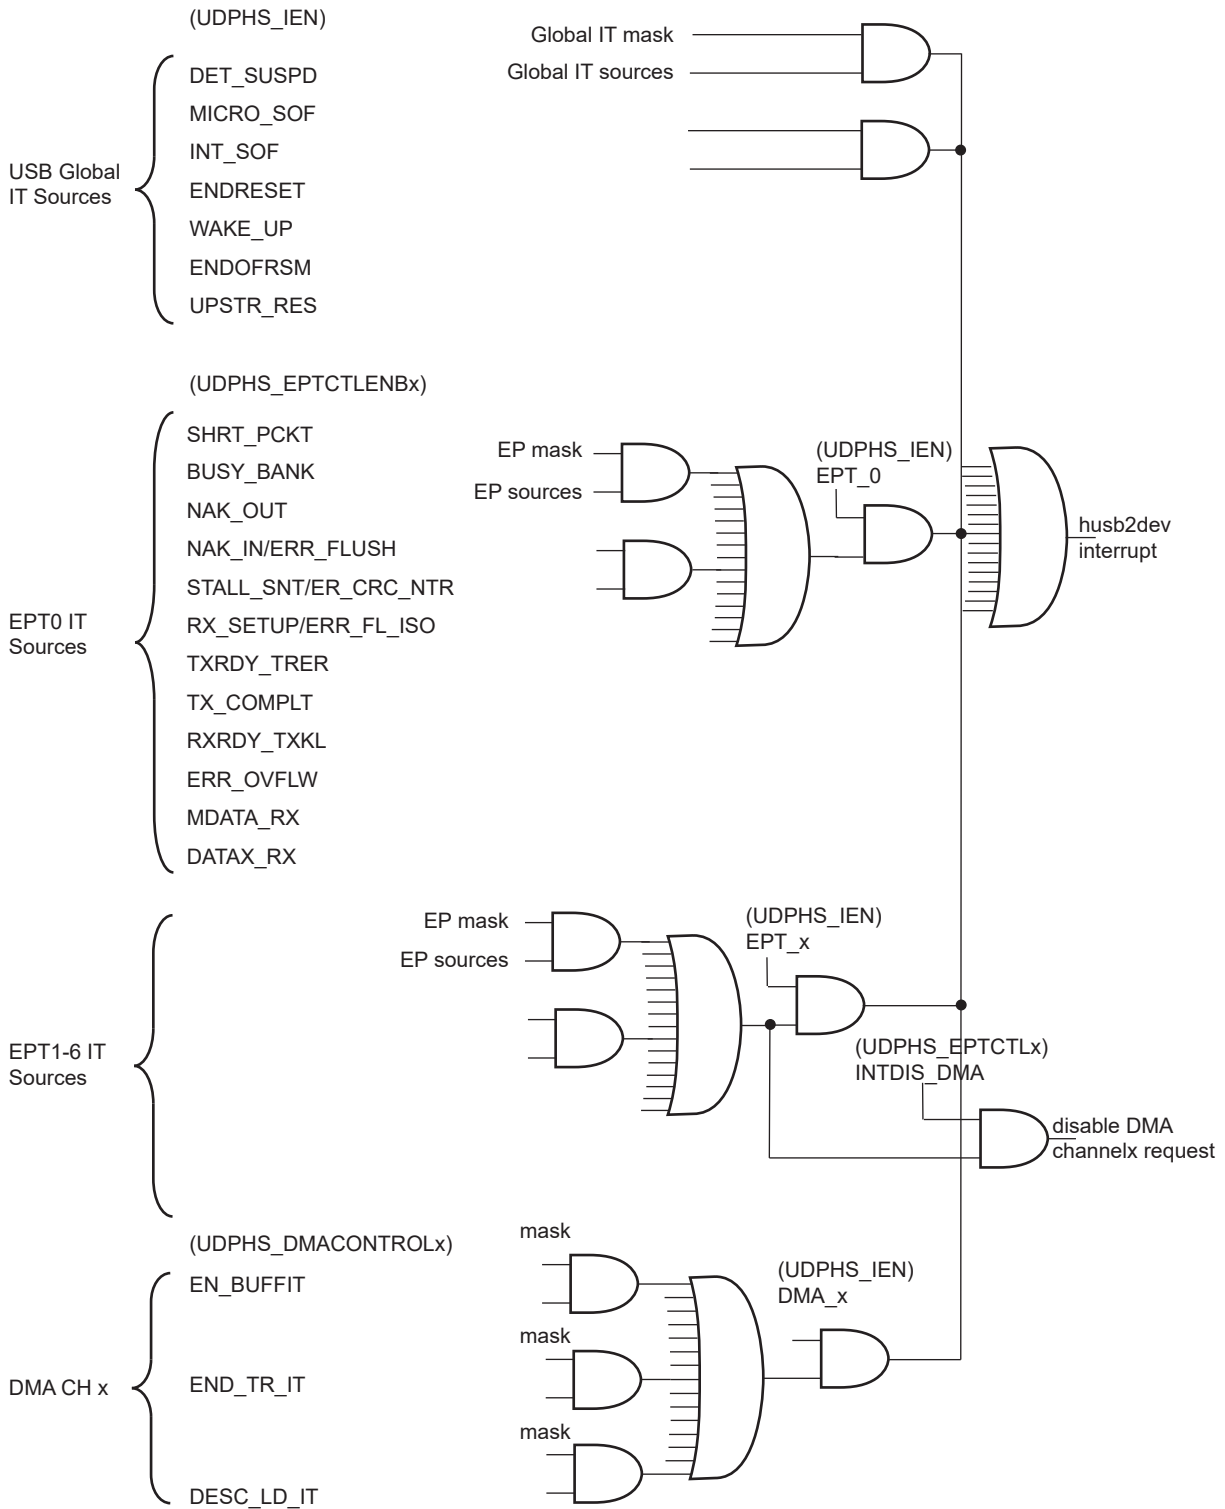 (UDPHS_IEN)
Global IT mask
Global IT sources
DET_SUSPD
MICRO_SOF
INT_SOF
USB Global
IT Sources
ENDRESET
WAKE_UP
ENDOFRSM
UPSTR_RES
(UDPHS_EPTCTLENBx)
SHRT_PCKT
BUSY_BANK
NAK_OUT
NAK_IN/ERR_FLUSH
STALL_SNT/ER_CRC_NTR
EPT0 IT
Sources
RX_SETUP/ERR_FL_ISO
TXRDY_TRER
TX_COMPLT
RXRDY_TXKL
ERR_OVFLW
MDATA_RX
DATAX_RX
EP mask
EP sources
(UDPHS_IEN)
EPT_0
husb2dev
interrupt
EP mask
EP sources
(UDPHS_IEN)
EPT_x
EPT1-6 IT
Sources
(UDPHS_EPTCTLx)
INTDIS_DMA
disable DMA
channelx request
(UDPHS_DMACONTROLx)
mask
EN_BUFFIT
(UDPHS_IEN)
DMA_x
mask
DMA CH x
END_TR_IT
mask
DESC_LD_IT